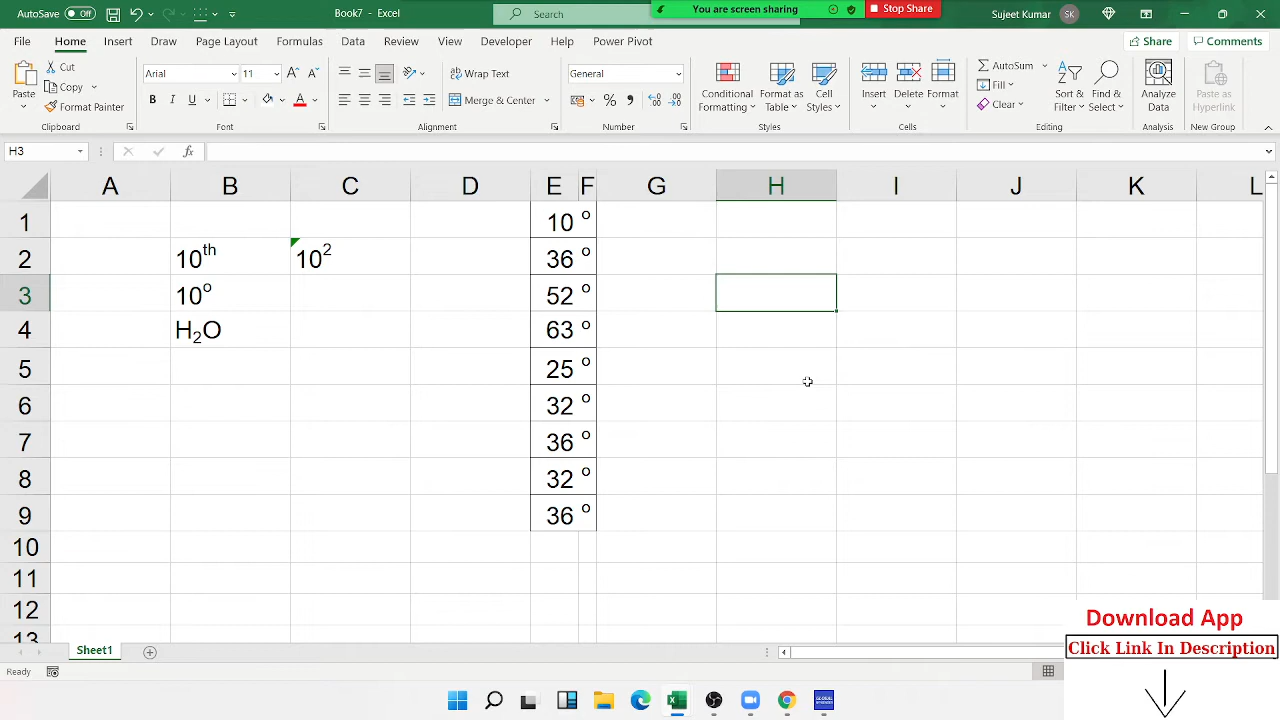 AutoSave Off Book7 - Excel Search You are screen sharing Stop Share Sujeet Kumar SK
File Home Insert Draw Page Layout Formulas Data Review View Developer Help Power Pivot Share Comments
Paste Cut Copy Format Painter Clipboard
Arial 11 B I U A Font
Wrap Text Merge & Center Alignment
General % , Number
Conditional Formatting Format as Table Cell Styles Styles
Insert Delete Format Cells
AutoSum Fill Clear Sort & Filter Find & Select Editing
Analyze Data Analysis
Paste as Hyperlink New Group
H3 fx
A B C D E F G H I J K L
1 10 º
2 10th 10² 36 º
3 10º 52 º
4 H₂O 63 º
5 25 º
6 32 º
7 36 º
8 32 º
9 36 º
10
11
12
13
Sheet1
Ready
Download App
Click Link In Description